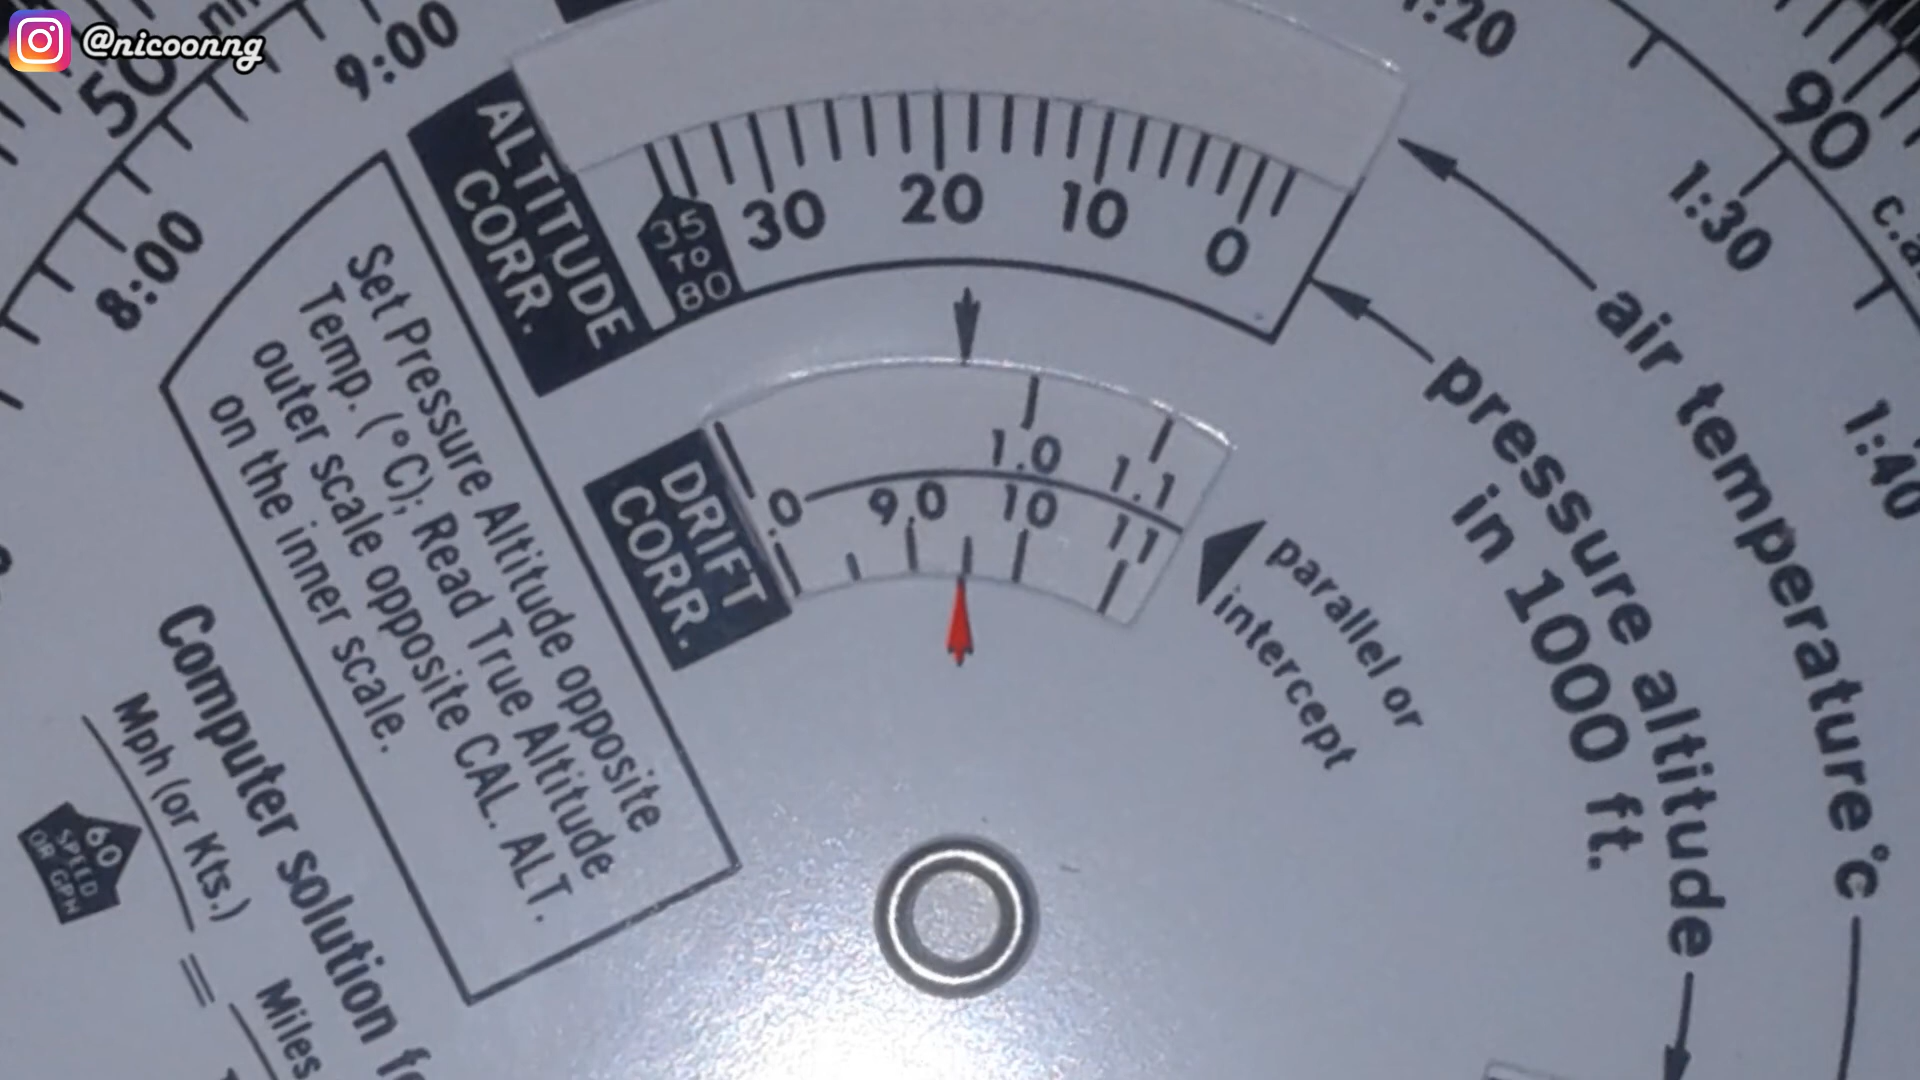 @nicoonng
50
9:00
8:00
1:20
90
1:30
1:40
ALTITUDE
CORR.
35
TO
80
30 20 10 0
air temperature °c
pressure altitude
in 1000 ft.
Set Pressure Altitude opposite
Temp. (°C); Read True Altitude
outer scale opposite CAL. ALT.
on the inner scale.
DRIFT
CORR.
1.0 1.1
.0 9.0 10 11
parallel or
intercept
Computer solution
Mph (or Kts.)
=
Miles
60
SPEED
OR GPH